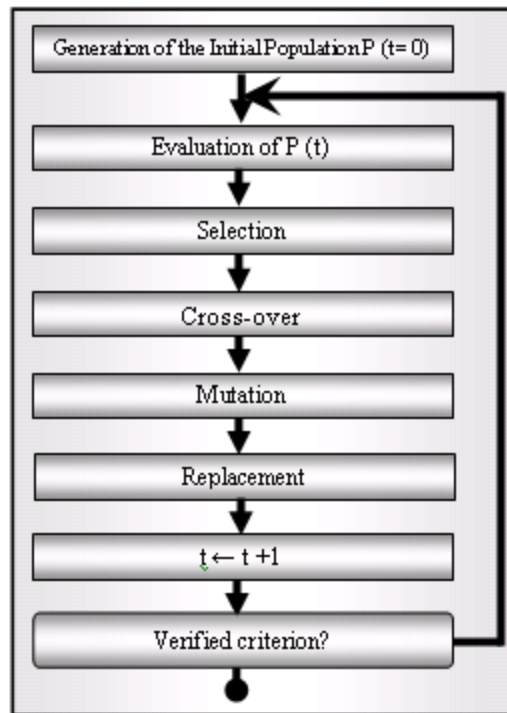 Generation of the Initial Population P (t= 0)
Evaluation of P (t)
Selection
Cross-over
Mutation
Replacement
t ← t +1
Verified criterion?